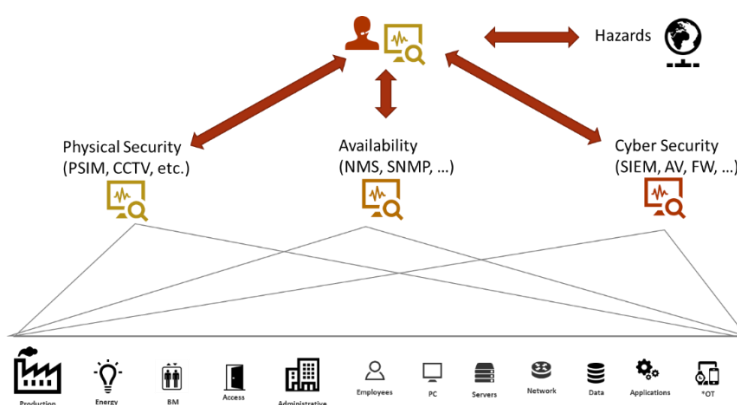 Hazards
Physical Security
(PSIM, CCTV, etc.)
Availability
(NMS, SNMP, ...)
Cyber Security
(SIEM, AV, FW, ...)
Production
Energy
BM
Access
Administrative
Employees
PC
Servers
Network
Data
Applications
*OT